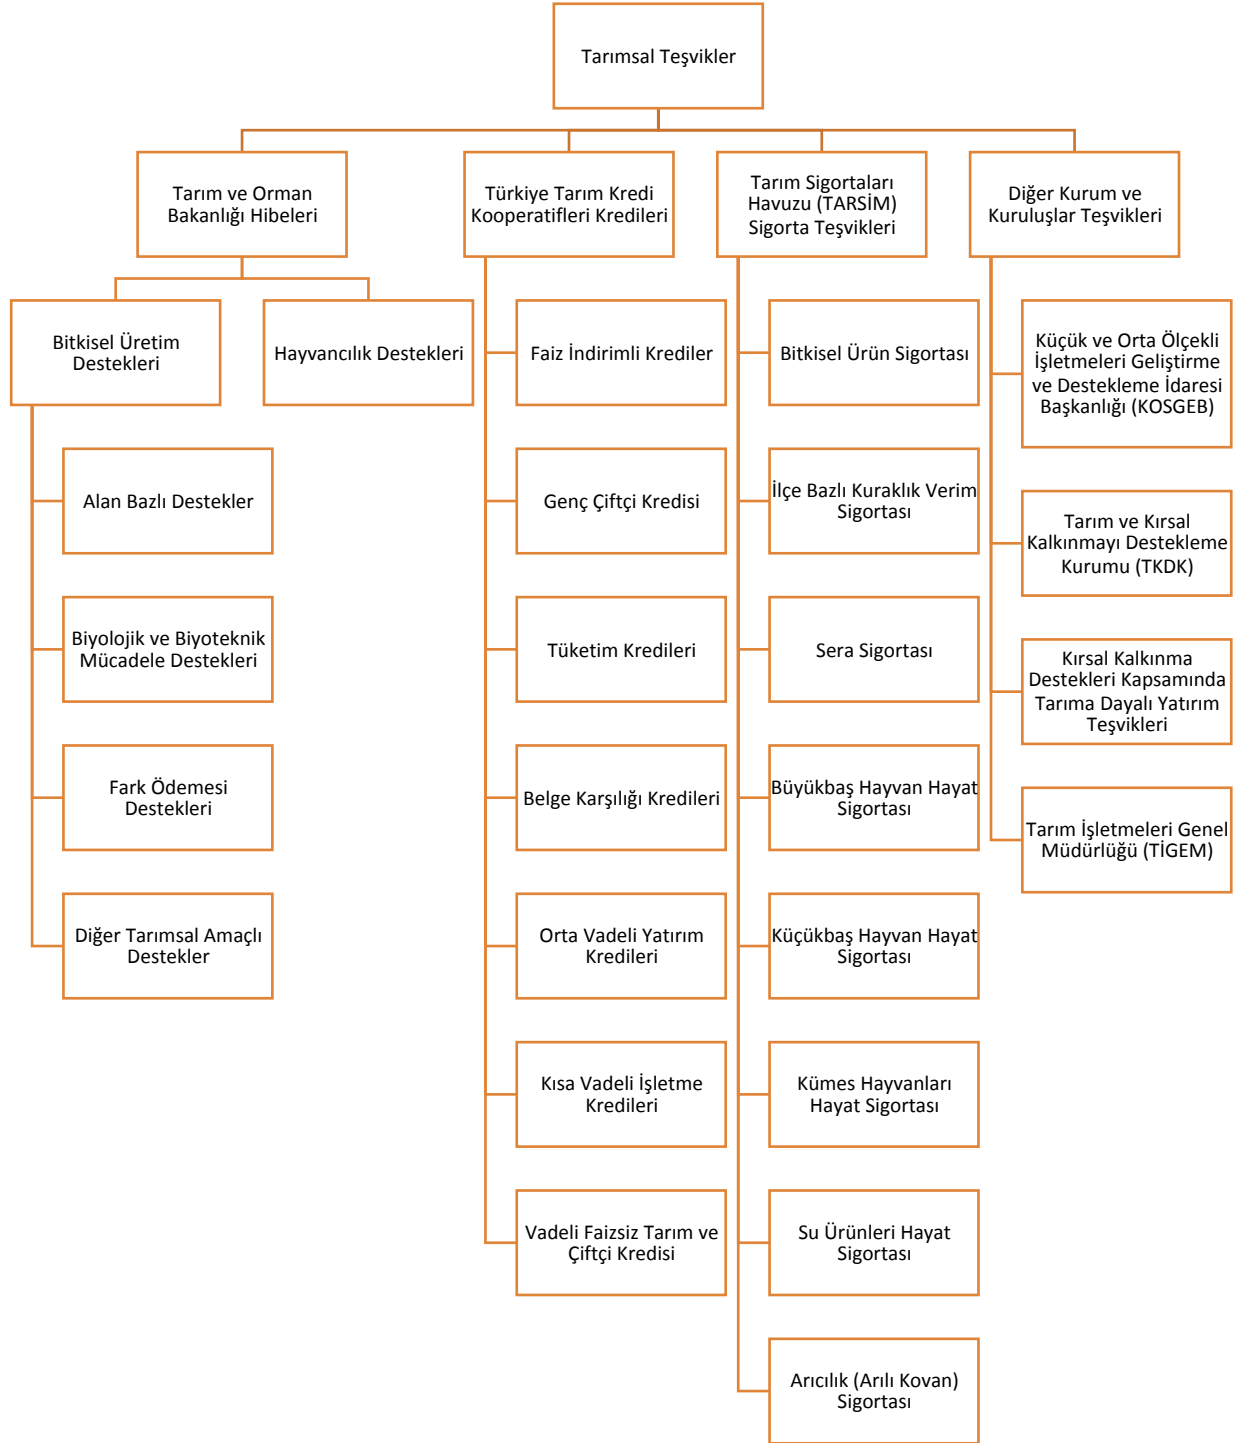 Tarımsal Teşvikler
Tarım ve Orman
Bakanlığı Hibeleri
Türkiye Tarım Kredi
Kooperatifleri Kredileri
Tarım Sigortaları
Havuzu (TARSİM)
Sigorta Teşvikleri
Diğer Kurum ve
Kuruluşlar Teşvikleri
Bitkisel Üretim
Destekleri
Hayvancılık Destekleri
Alan Bazlı Destekler
Biyolojik ve Biyoteknik
Mücadele Destekleri
Fark Ödemesi
Destekleri
Diğer Tarımsal Amaçlı
Destekler
Faiz İndirimli Krediler
Genç Çiftçi Kredisi
Tüketim Kredileri
Belge Karşılığı Kredileri
Orta Vadeli Yatırım
Kredileri
Kısa Vadeli İşletme
Kredileri
Vadeli Faizsiz Tarım ve
Çiftçi Kredisi
Bitkisel Ürün Sigortası
İlçe Bazlı Kuraklık Verim
Sigortası
Sera Sigortası
Büyükbaş Hayvan Hayat
Sigortası
Küçükbaş Hayvan Hayat
Sigortası
Kümes Hayvanları
Hayat Sigortası
Su Ürünleri Hayat
Sigortası
Arıcılık (Arılı Kovan)
Sigortası
Küçük ve Orta Ölçekli
İşletmeleri Geliştirme
ve Destekleme İdaresi
Başkanlığı (KOSGEB)
Tarım ve Kırsal
Kalkınmayı Destekleme
Kurumu (TKDK)
Kırsal Kalkınma
Destekleri Kapsamında
Tarıma Dayalı Yatırım
Teşvikleri
Tarım İşletmeleri Genel
Müdürlüğü (TİGEM)